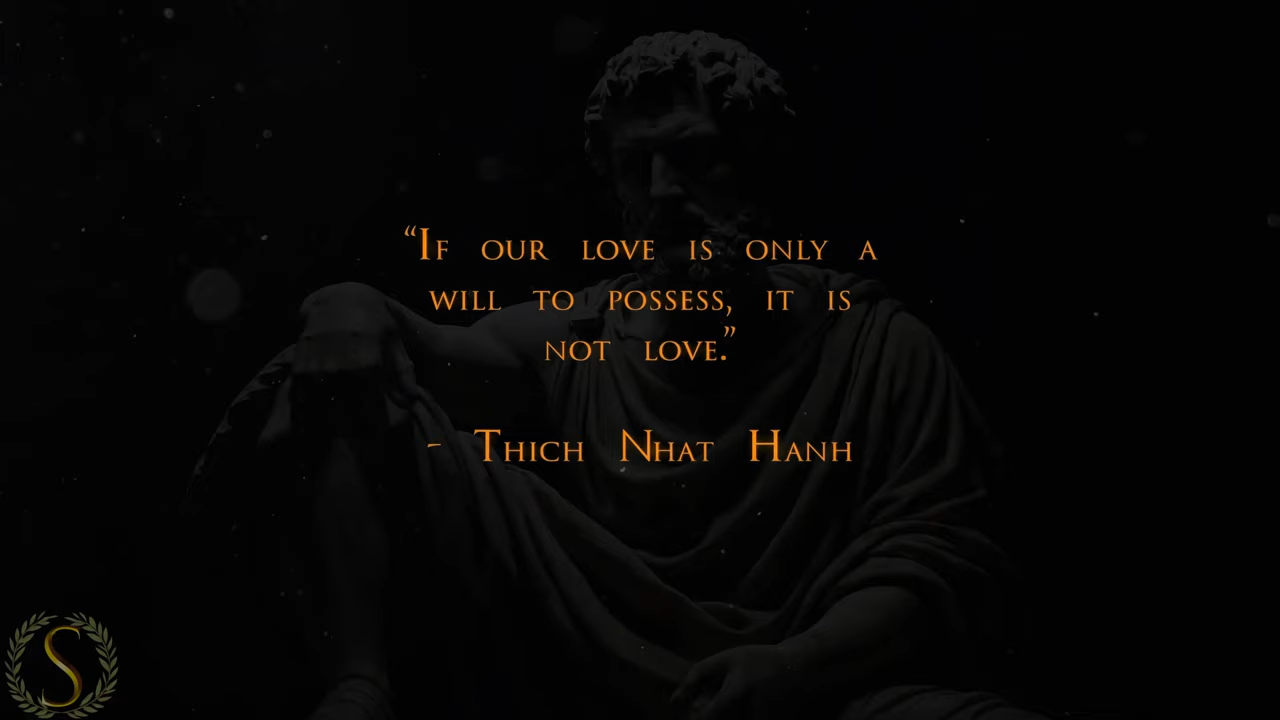 “If our love is only a
will to possess, it is
not love.”
- Thich Nhat Hanh
S